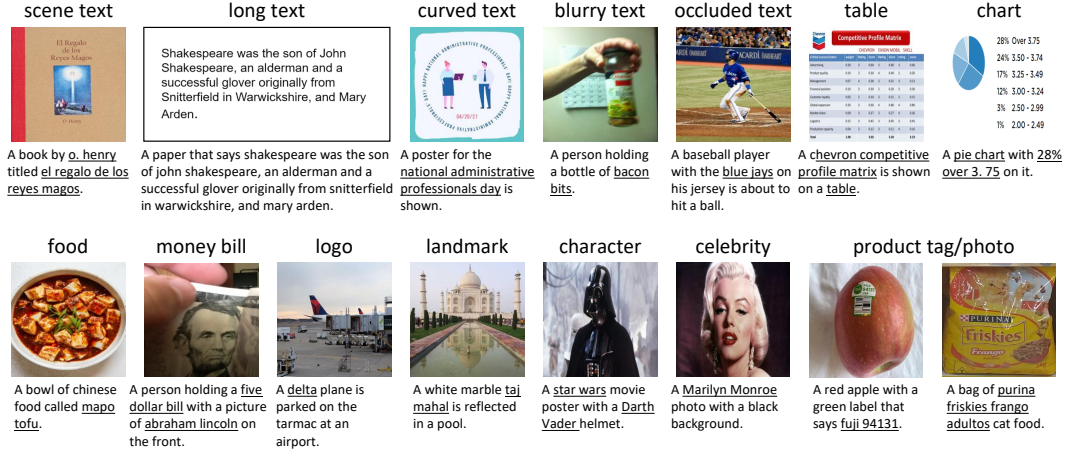 scene text
long text
curved text
blurry text
occluded text
table
chart
El Regalo
de los
Reyes Magos
O. Henry
Shakespeare was the son of John
Shakespeare, an alderman and a
successful glover originally from
Snitterfield in Warwickshire, and Mary
Arden.
HAPPY NATIONAL ADMINISTRATIVE PROFESSIONALS' DAY!
04/20/21
BACARDI
Chevron
Competitive Profile Matrix
28% Over 3.75
24% 3.50 - 3.74
17% 3.25 - 3.49
12% 3.00 - 3.24
3% 2.50 - 2.99
1% 2.00 - 2.49
A book by o. henry
titled el regalo de los
reyes magos.
A paper that says shakespeare was the son
of john shakespeare, an alderman and a
successful glover originally from snitterfield
in warwickshire, and mary arden.
A poster for the
national administrative
professionals day is
shown.
A person holding
a bottle of bacon
bits.
A baseball player
with the blue jays on
his jersey is about to
hit a ball.
A chevron competitive
profile matrix is shown
on a table.
A pie chart with 28%
over 3. 75 on it.
food
money bill
logo
landmark
character
celebrity
product tag/photo
PURINA
Friskies
Frango
A bowl of chinese
food called mapo
tofu.
A person holding a five
dollar bill with a picture
of abraham lincoln on
the front.
A delta plane is
parked on the
tarmac at an
airport.
A white marble taj
mahal is reflected
in a pool.
A star wars movie
poster with a Darth
Vader helmet.
A Marilyn Monroe
photo with a black
background.
A red apple with a
green label that
says fuji 94131.
A bag of purina
friskies frango
adultos cat food.